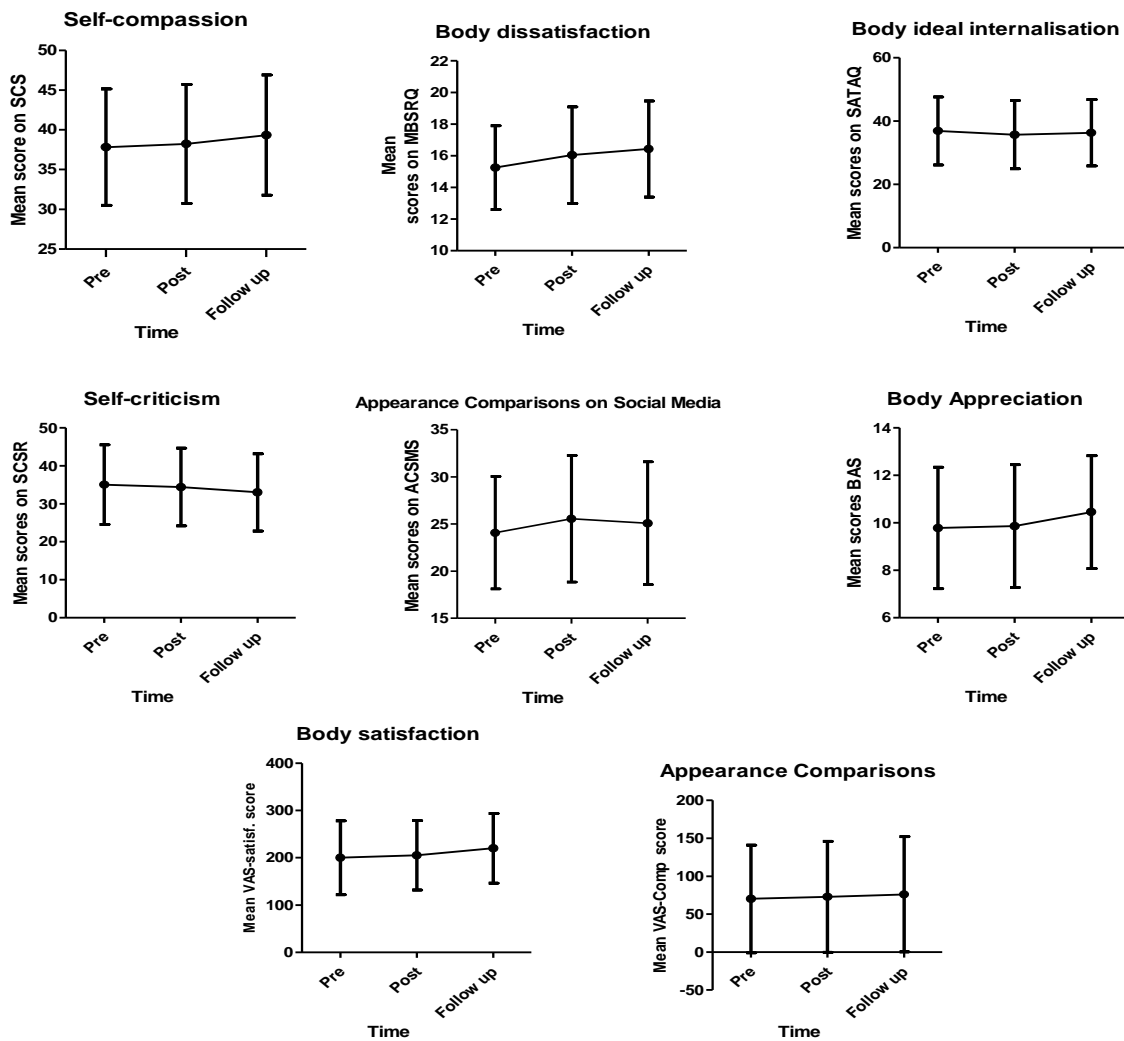 Self-compassion
Mean score on SCS
50
45
40
35
30
25
Pre
Post
Follow up
Time
Body dissatisfaction
Mean
scores on MBSRQ
22
20
18
16
14
12
10
Pre
Post
Follow up
Time
Body ideal internalisation
Mean scores on SATAQ
60
40
20
0
Pre
Post
Follow up
Time
Self-criticism
Mean scores on SCSR
50
40
30
20
10
0
Pre
Post
Follow up
Time
Appearance Comparisons on Social Media
Mean scores on ACSMS
35
30
25
20
15
Pre
Post
Follow up
Time
Body Appreciation
Mean scores BAS
14
12
10
8
6
Pre
Post
Follow up
Time
Body satisfaction
Mean VAS-satisf. score
400
300
200
100
0
Pre
Post
Follow up
Time
Appearance Comparisons
Mean VAS-Comp score
200
150
100
50
0
-50
Pre
Post
Follow up
Time